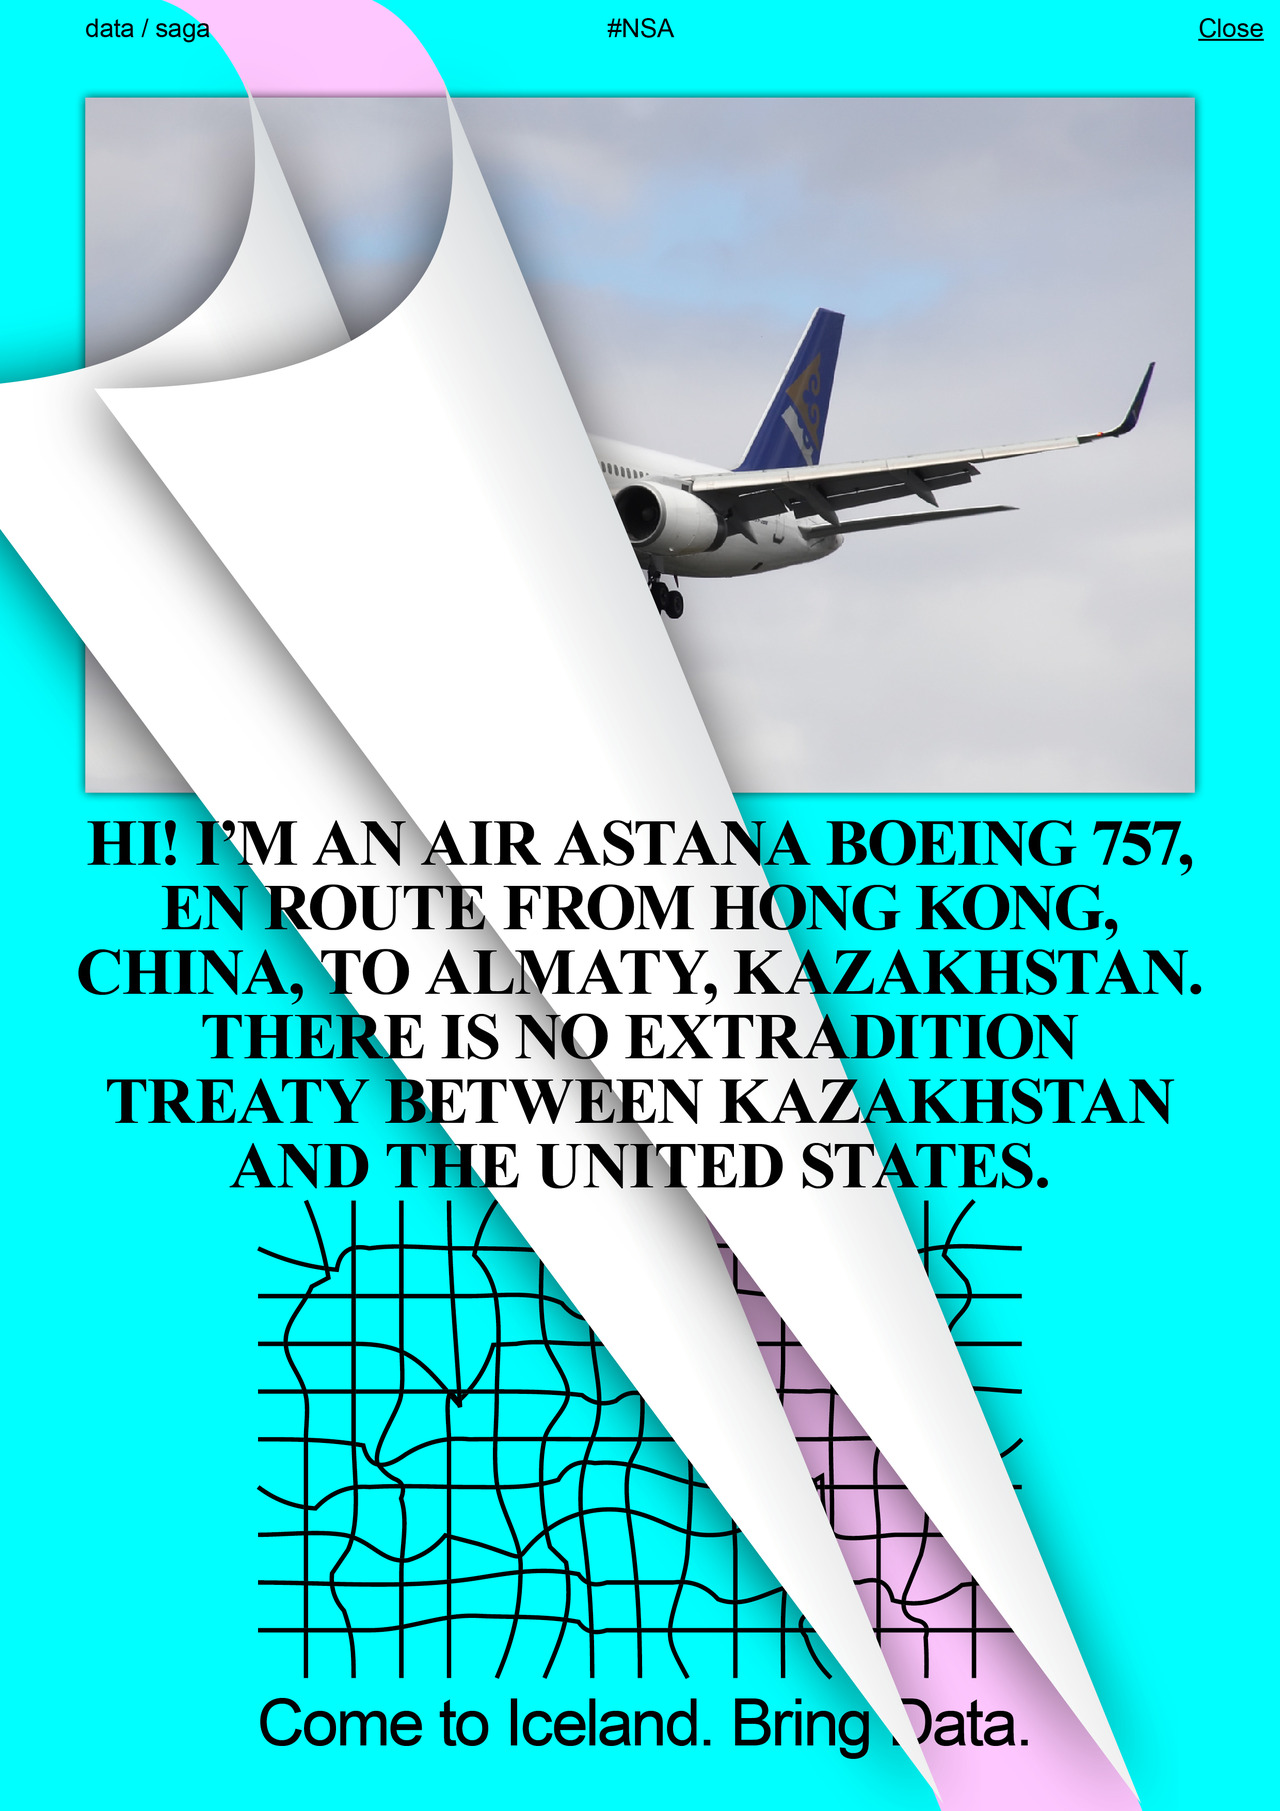 data / saga
#NSA
Close
HI! I’M AN AIR ASTANA BOEING 757,
EN ROUTE FROM HONG KONG,
CHINA, TO ALMATY, KAZAKHSTAN.
THERE IS NO EXTRADITION
TREATY BETWEEN KAZAKHSTAN
AND THE UNITED STATES.
Come to Iceland. Bring Data.